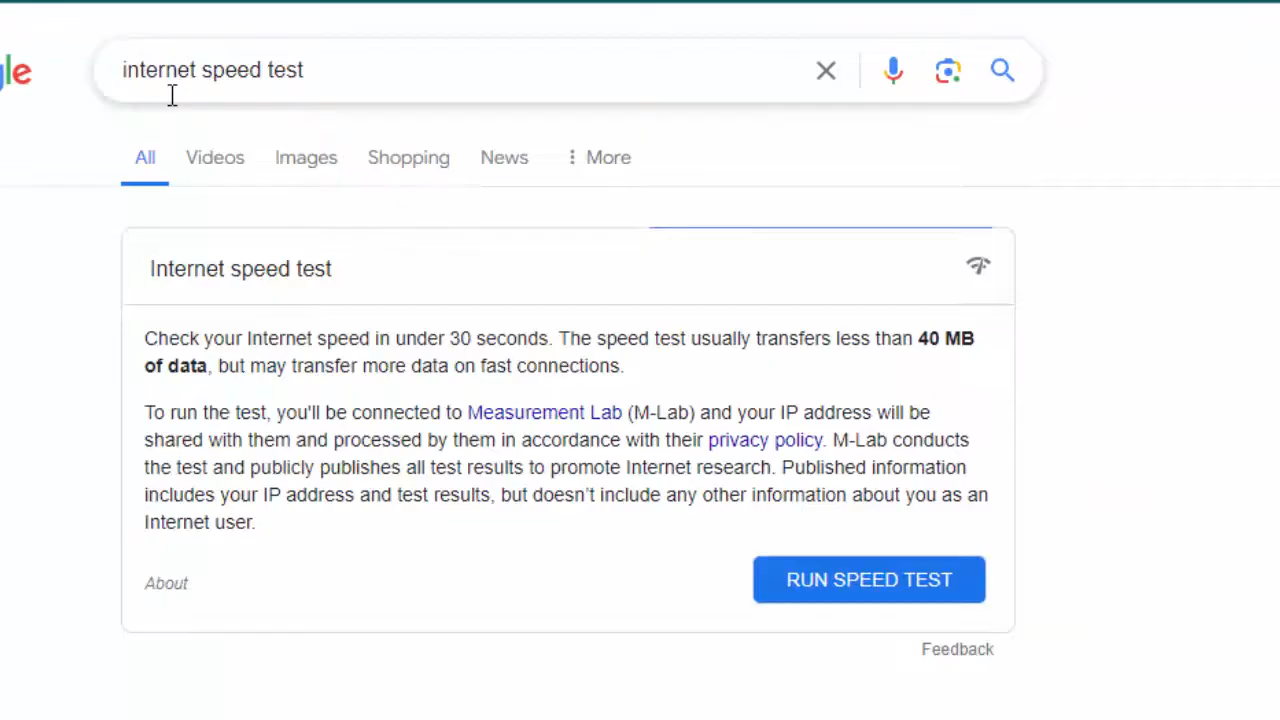 le
internet speed test
All Videos Images Shopping News More
Internet speed test
Check your Internet speed in under 30 seconds. The speed test usually transfers less than 40 MB
of data, but may transfer more data on fast connections.
To run the test, you'll be connected to Measurement Lab (M-Lab) and your IP address will be
shared with them and processed by them in accordance with their privacy policy. M-Lab conducts
the test and publicly publishes all test results to promote Internet research. Published information
includes your IP address and test results, but doesn't include any other information about you as an
Internet user.
About
RUN SPEED TEST
Feedback